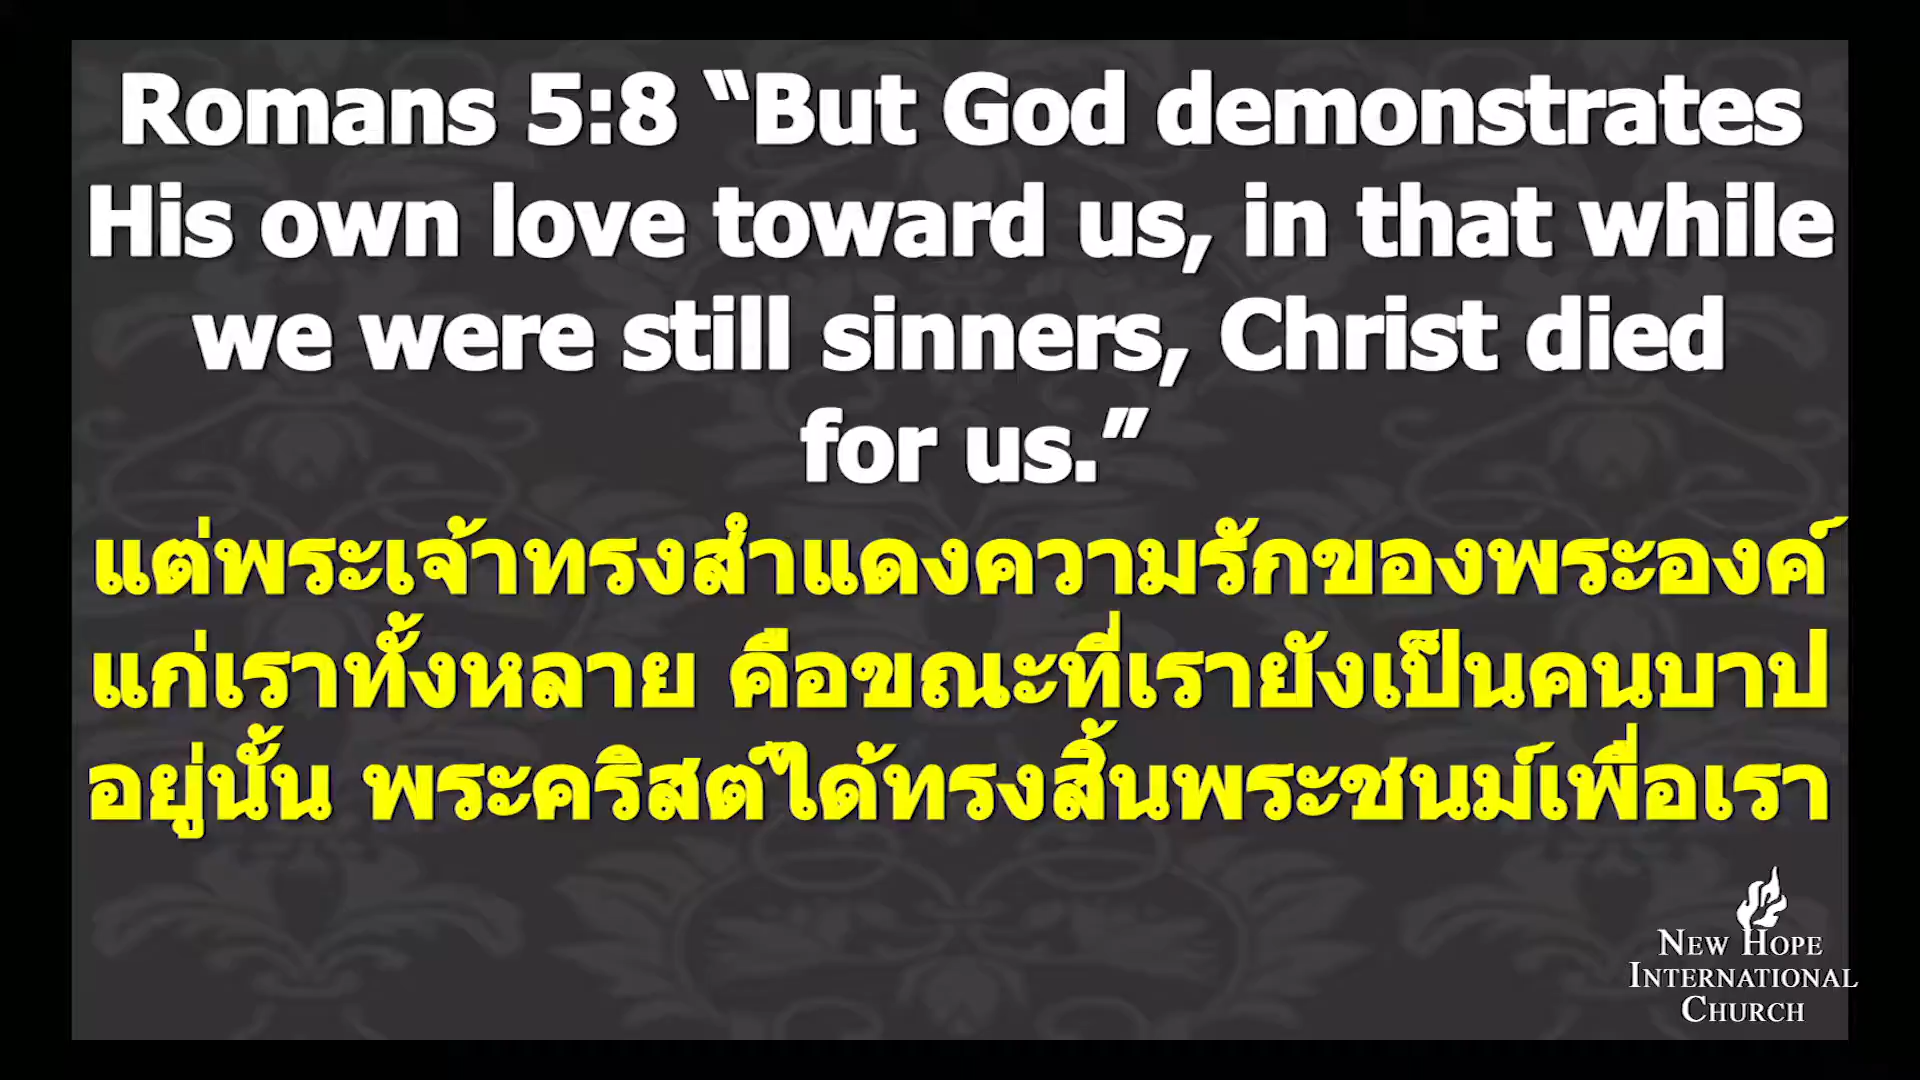 Romans 5:8 “But God demonstrates
His own love toward us, in that while
we were still sinners, Christ died
for us.”
แต่พระเจ้าทรงสำแดงความรักของพระองค์
แก่เราทั้งหลาย คือขณะที่เรายังเป็นคนบาป
อยู่นั้น พระคริสต์ได้ทรงสิ้นพระชนม์เพื่อเรา
NEW HOPE
INTERNATIONAL
CHURCH